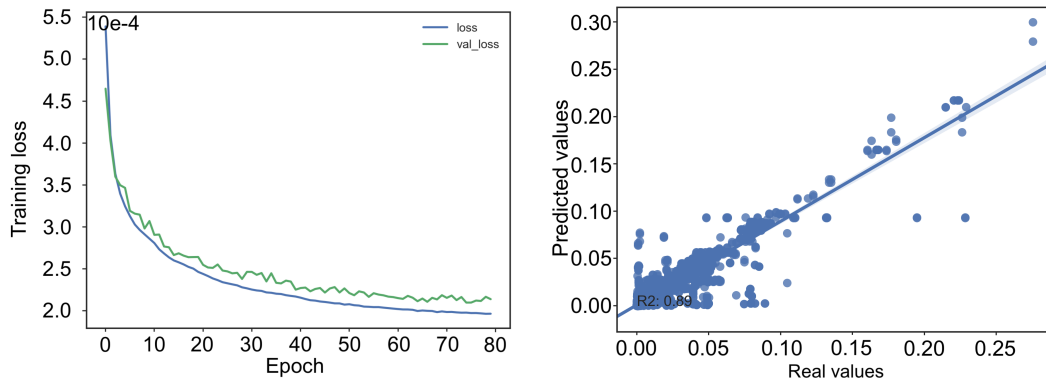 10e-4
5.5
5.0
4.5
4.0
3.5
3.0
2.5
2.0
Training loss
0 10 20 30 40 50 60 70 80
Epoch
loss
val_loss
0.30
0.25
0.20
0.15
0.10
0.05
0.00
Predicted values
R2: 0.89
0.00 0.05 0.10 0.15 0.20 0.25
Real values